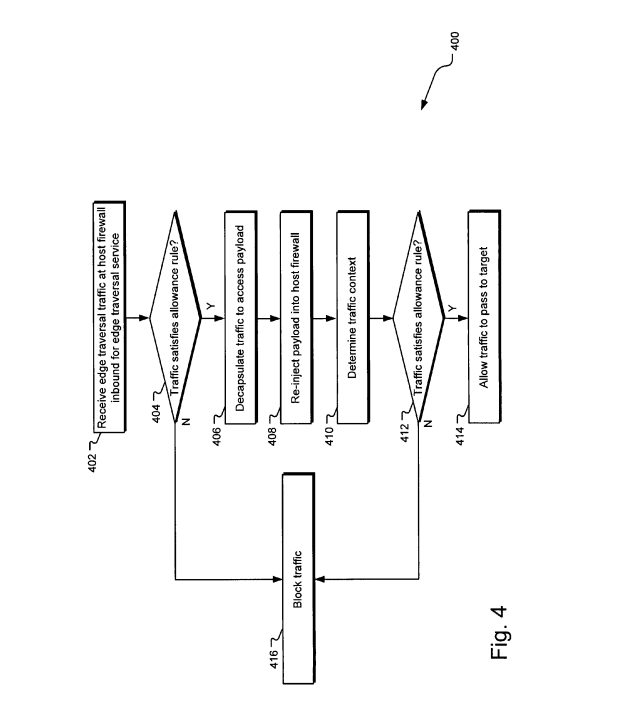 400
402
Receive edge traversal traffic at host firewall
inbound for edge traversal service
404
Traffic satisfies allowance rule?
Y
N
406
Decapsulate traffic to access payload
408
Re-inject payload into host firewall
410
Determine traffic context
412
Traffic satisfies allowance rule?
Y
N
414
Allow traffic to pass to target
416
Block traffic
Fig. 4